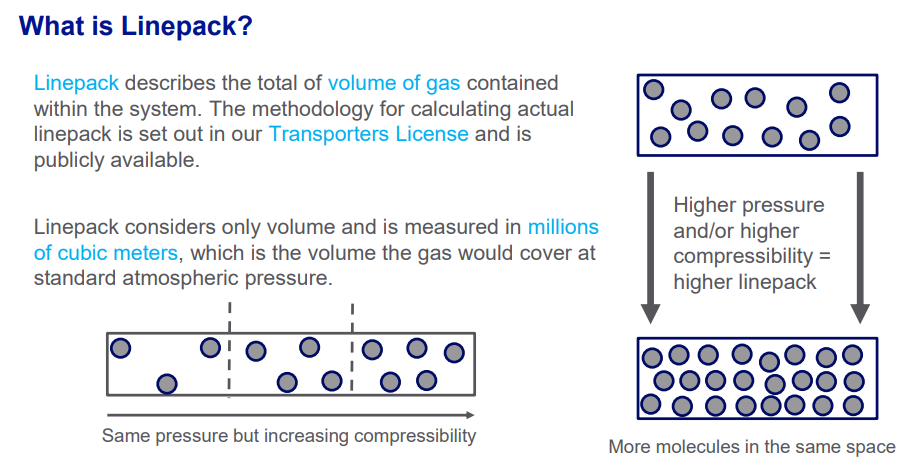 What is Linepack?
Linepack describes the total of volume of gas contained
within the system. The methodology for calculating actual
linepack is set out in our Transporters License and is
publicly available.
Linepack considers only volume and is measured in millions
of cubic meters, which is the volume the gas would cover at
standard atmospheric pressure.
Same pressure but increasing compressibility
Higher pressure
and/or higher
compressibility =
higher linepack
More molecules in the same space